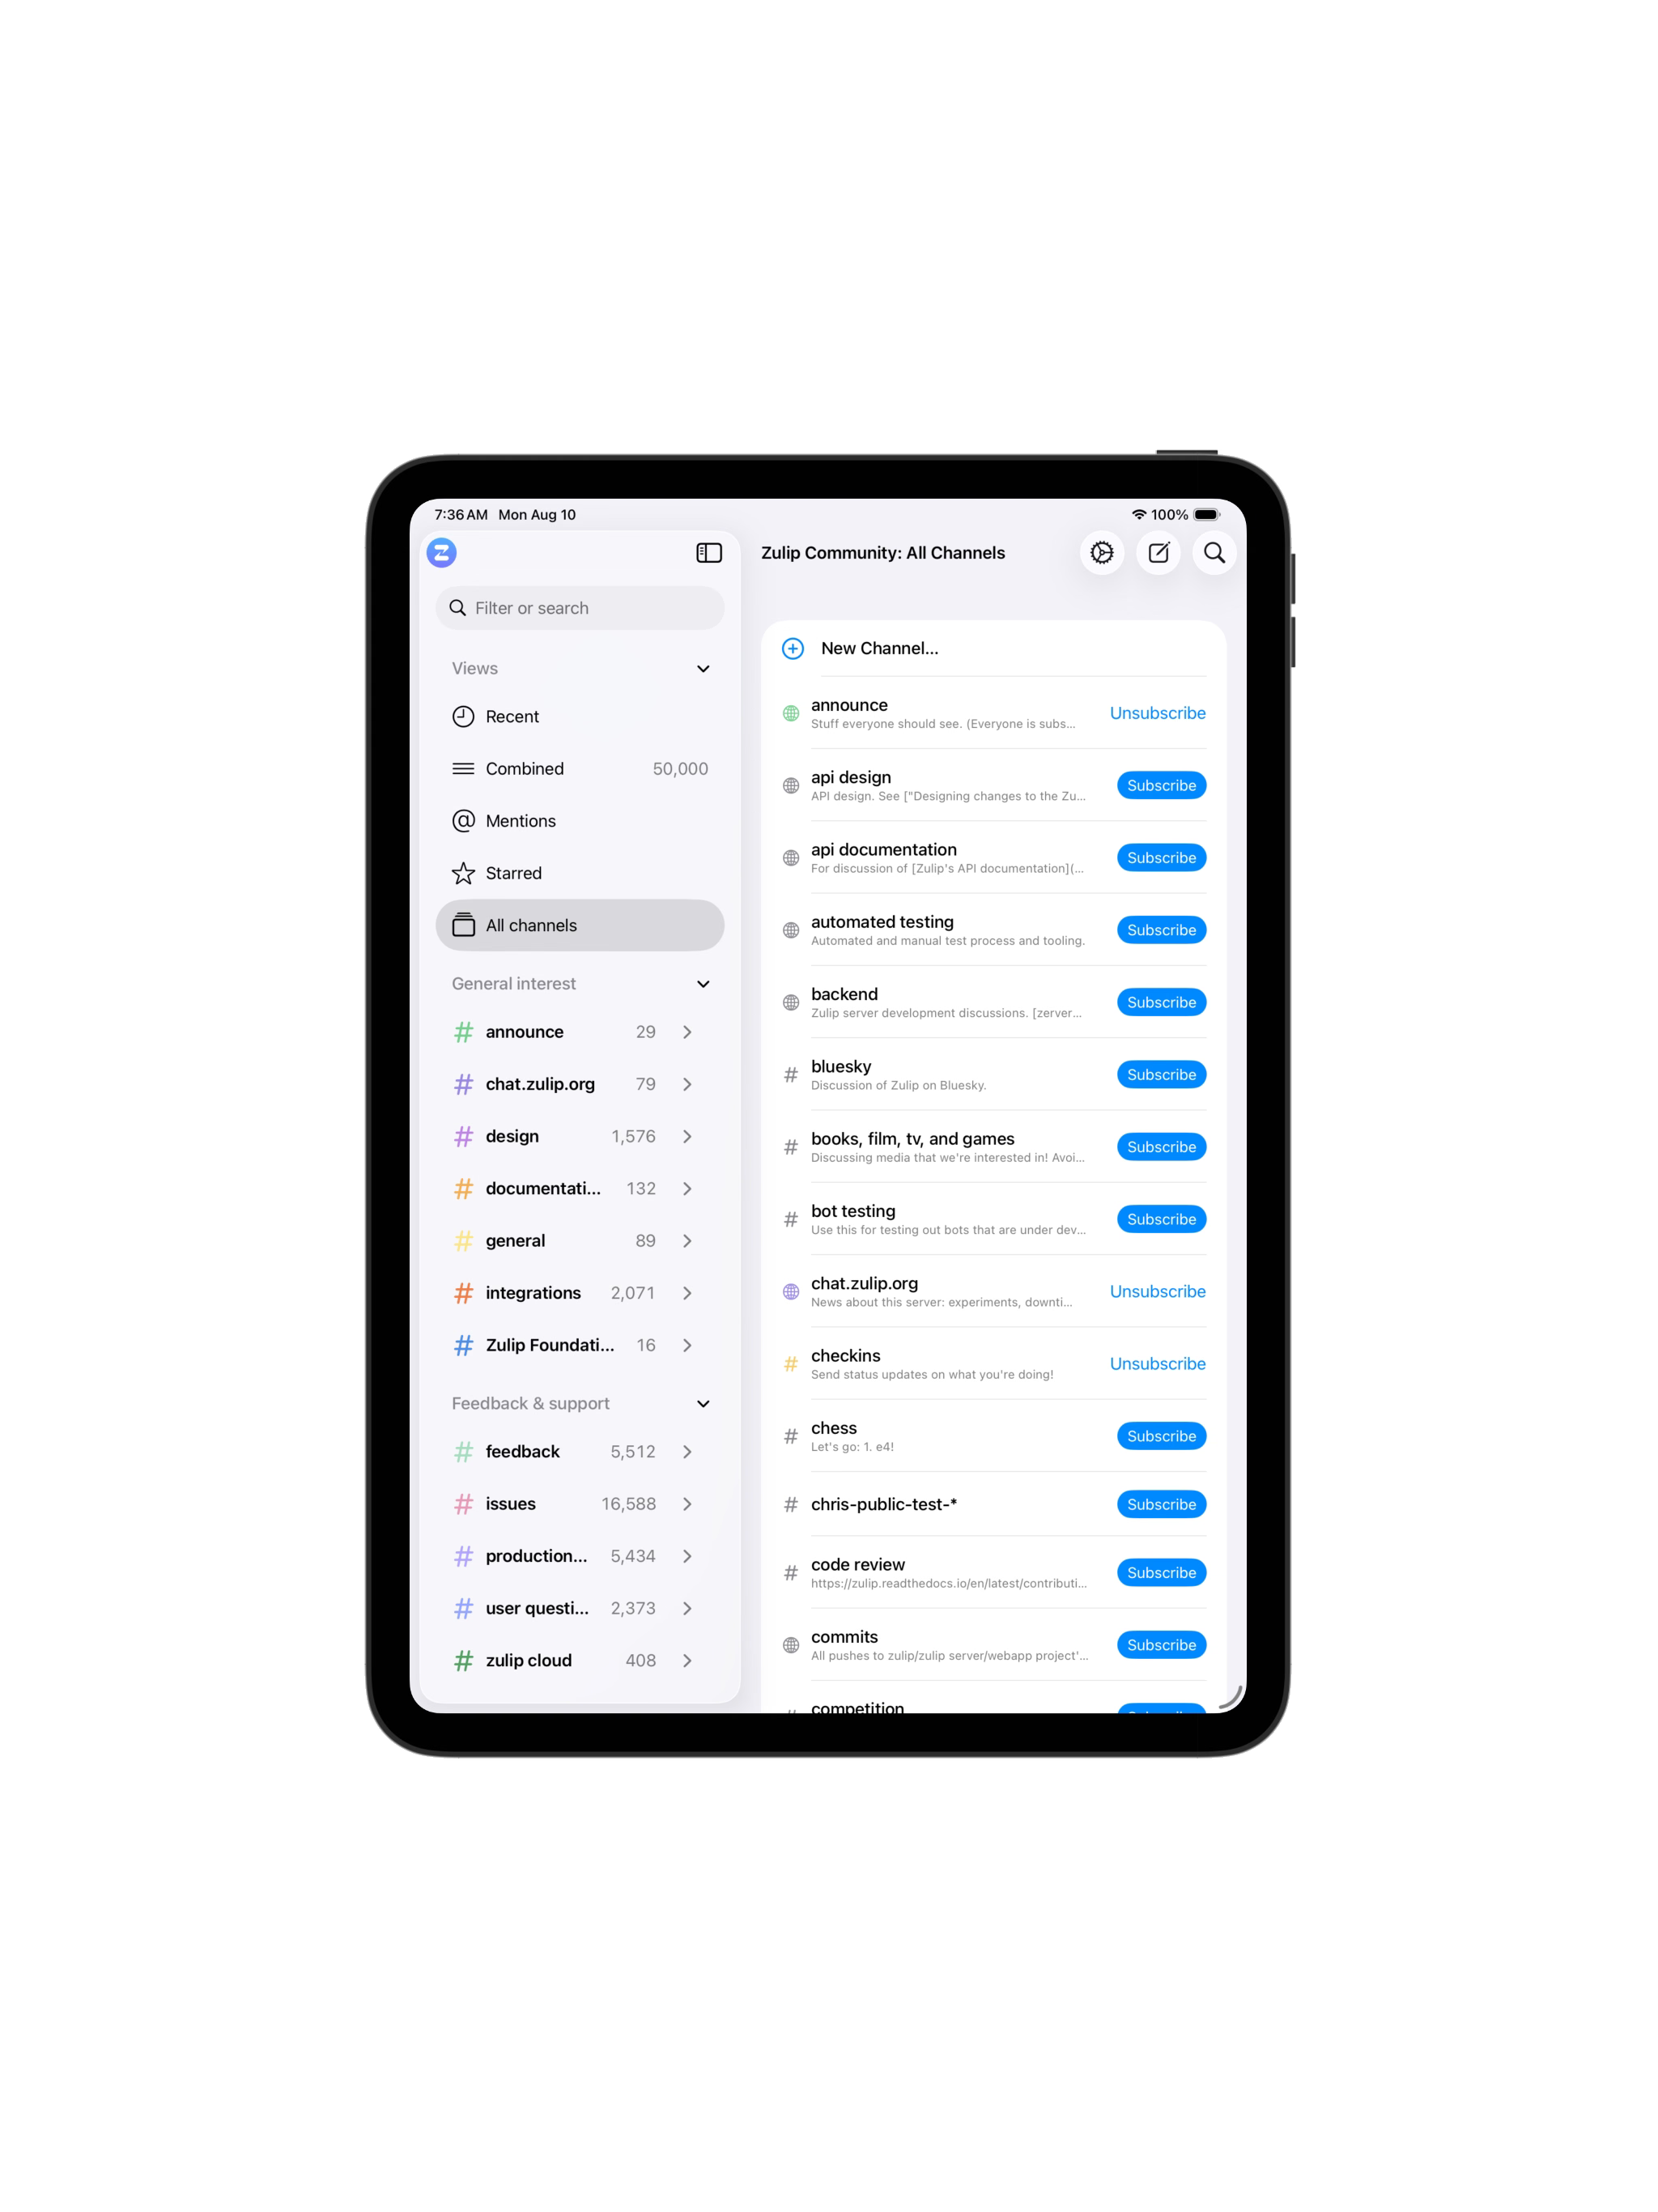 7:36 AM Mon Aug 10
100%
Zulip Community: All Channels
Filter or search
Views
Recent
Combined 50,000
Mentions
Starred
All channels
General interest
announce 29
chat.zulip.org 79
design 1,576
documentati... 132
general 89
integrations 2,071
Zulip Foundati... 16
Feedback & support
feedback 5,512
issues 16,588
production... 5,434
user questi... 2,373
zulip cloud 408
New Channel...
announce
Stuff everyone should see. (Everyone is subs...
Unsubscribe
api design
API design. See ["Designing changes to the Zu...
Subscribe
api documentation
For discussion of [Zulip's API documentation](...
Subscribe
automated testing
Automated and manual test process and tooling.
Subscribe
backend
Zulip server development discussions. [zerver...
Subscribe
bluesky
Discussion of Zulip on Bluesky.
Subscribe
books, film, tv, and games
Discussing media that we're interested in! Avoi...
Subscribe
bot testing
Use this for testing out bots that are under dev...
Subscribe
chat.zulip.org
News about this server: experiments, downti...
Unsubscribe
checkins
Send status updates on what you're doing!
Unsubscribe
chess
Let's go: 1. e4!
Subscribe
chris-public-test-*
Subscribe
code review
https://zulip.readthedocs.io/en/latest/contributi...
Subscribe
commits
All pushes to zulip/zulip server/webapp project'...
Subscribe
competition